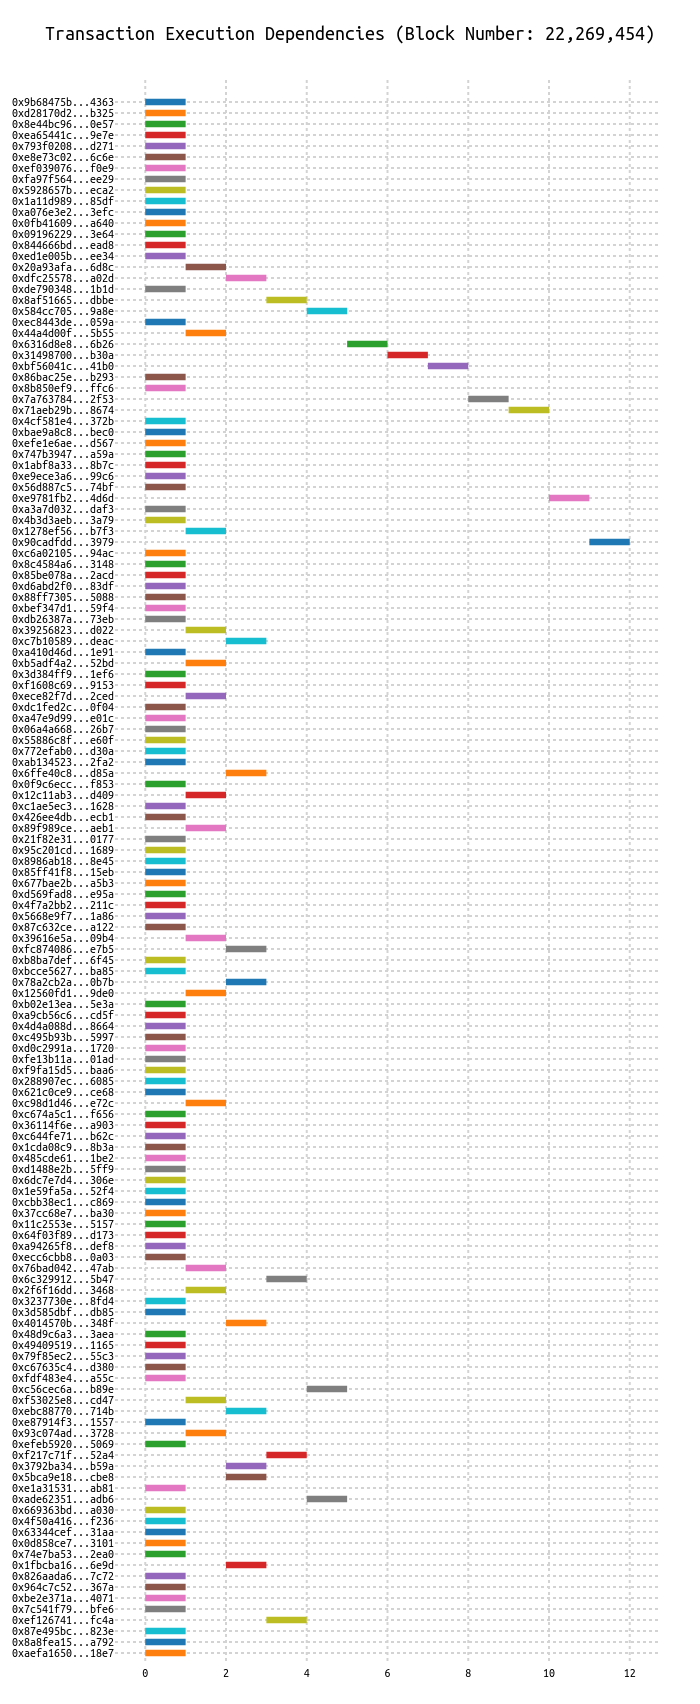 Transaction Execution Dependencies (Block Number: 22,269,454)
0x9b68475b...4363
0xd28170d2...b325
0x8e44bc96...0e57
0xea65441c...9e7e
0x793f0208...d271
0xe8e73c02...6c6e
0xef039076...f0e9
0xfa97f564...ee29
0x5928657b...eca2
0x1a11d989...85df
0xa076e3e2...3efc
0x0fb41609...a640
0x09196229...3e64
0x844666bd...ead8
0xed1e005b...ee34
0x20a93afa...6d8c
0xdfc25578...a02d
0xde790348...1b1d
0x8af51665...dbbe
0x584cc705...9a8e
0xec8443de...059a
0x44a4d00f...5b55
0x6316d8e8...6b26
0x31498700...b30a
0xbf56041c...41b0
0x86bac25e...b293
0x8b850ef9...ffc6
0x7a763784...2f53
0x71aeb29b...8674
0x4cf581e4...372b
0xbae9a8c8...bec0
0xefe1e6ae...d567
0x747b3947...a59a
0x1abf8a33...8b7c
0xe9ece3a6...99c6
0x56d887c5...74bf
0xe9781fb2...4d6d
0xa3a7d032...daf3
0x4b3d3aeb...3a79
0x1278ef56...b7f3
0x90cadfdd...3979
0xc6a02105...94ac
0x8c4584a6...3148
0x85be078a...2acd
0xd6abd2f0...83df
0x88ff7305...5088
0xbef347d1...59f4
0xdb26387a...73eb
0x39256823...d022
0xc7b10589...deac
0xa410d46d...1e91
0xb5adf4a2...52bd
0x3d384ff9...1ef6
0xf1608c69...9153
0xece82f7d...2ced
0xdc1fed2c...0f04
0xa47e9d99...e01c
0x06a4a668...26b7
0x55886c8f...e60f
0x772efab0...d30a
0xab134523...2fa2
0x6ffe40c8...d85a
0x0f9c6ecc...f853
0x12c11ab3...d409
0xc1ae5ec3...1628
0x426ee4db...ecb1
0x89f989ce...aeb1
0x21f82e31...0177
0x95c201cd...1689
0x8986ab18...8e45
0x85ff41f8...15eb
0x677bae2b...a5b3
0xd569fad8...e95a
0x4f7a2bb2...211c
0x5668e9f7...1a86
0x87c632ce...a122
0x39616e5a...09b4
0xfc874086...e7b5
0xb8ba7def...6f45
0xbcce5627...ba85
0x78a2cb2a...0b7b
0x12560fd1...9de0
0xb02e13ea...5e3a
0xa9cb56c6...cd5f
0x4d4a088d...8664
0xc495b93b...5997
0xd0c2991a...1720
0xfe13b11a...01ad
0xf9fa15d5...baa6
0x288907ec...6085
0x621c0ce9...ce68
0xc98d1d46...e72c
0xc674a5c1...f656
0x36114f6e...a903
0xc644fe71...b62c
0x1cda08c9...8b3a
0x485cde61...1be2
0xd1488e2b...5ff9
0x6dc7e7d4...306e
0x1e59fa5a...52f4
0xcbb38ec1...c869
0x37cc68e7...ba30
0x11c2553e...5157
0x64f03f89...d173
0xa94265f8...def8
0xecc6cbb8...0a03
0x76bad042...47ab
0x6c329912...5b47
0x2f6f16dd...3468
0x3237730e...8fd4
0x3d585dbf...db85
0x4014570b...348f
0x48d9c6a3...3aea
0x49409519...1165
0x79f85ec2...55c3
0xc67635c4...d380
0xfdf483e4...a55c
0xc56cec6a...b89e
0xf53025e8...cd47
0xebc88770...714b
0xe87914f3...1557
0x93c074ad...3728
0xefeb5920...5069
0xf217c71f...52a4
0x3792ba34...b59a
0x5bca9e18...cbe8
0xe1a31531...ab81
0xade62351...adb6
0x669363bd...a030
0x4f50a416...f236
0x63344cef...31aa
0x0d858ce7...3101
0x74e7ba53...2ea0
0x1fbcba16...6e9d
0x826aada6...7c72
0x964c7c52...367a
0xbe2e371a...4071
0x7c541f79...bfe6
0xef126741...fc4a
0x87e495bc...823e
0x8a8fea15...a792
0xaefa1650...18e7
0 2 4 6 8 10 12